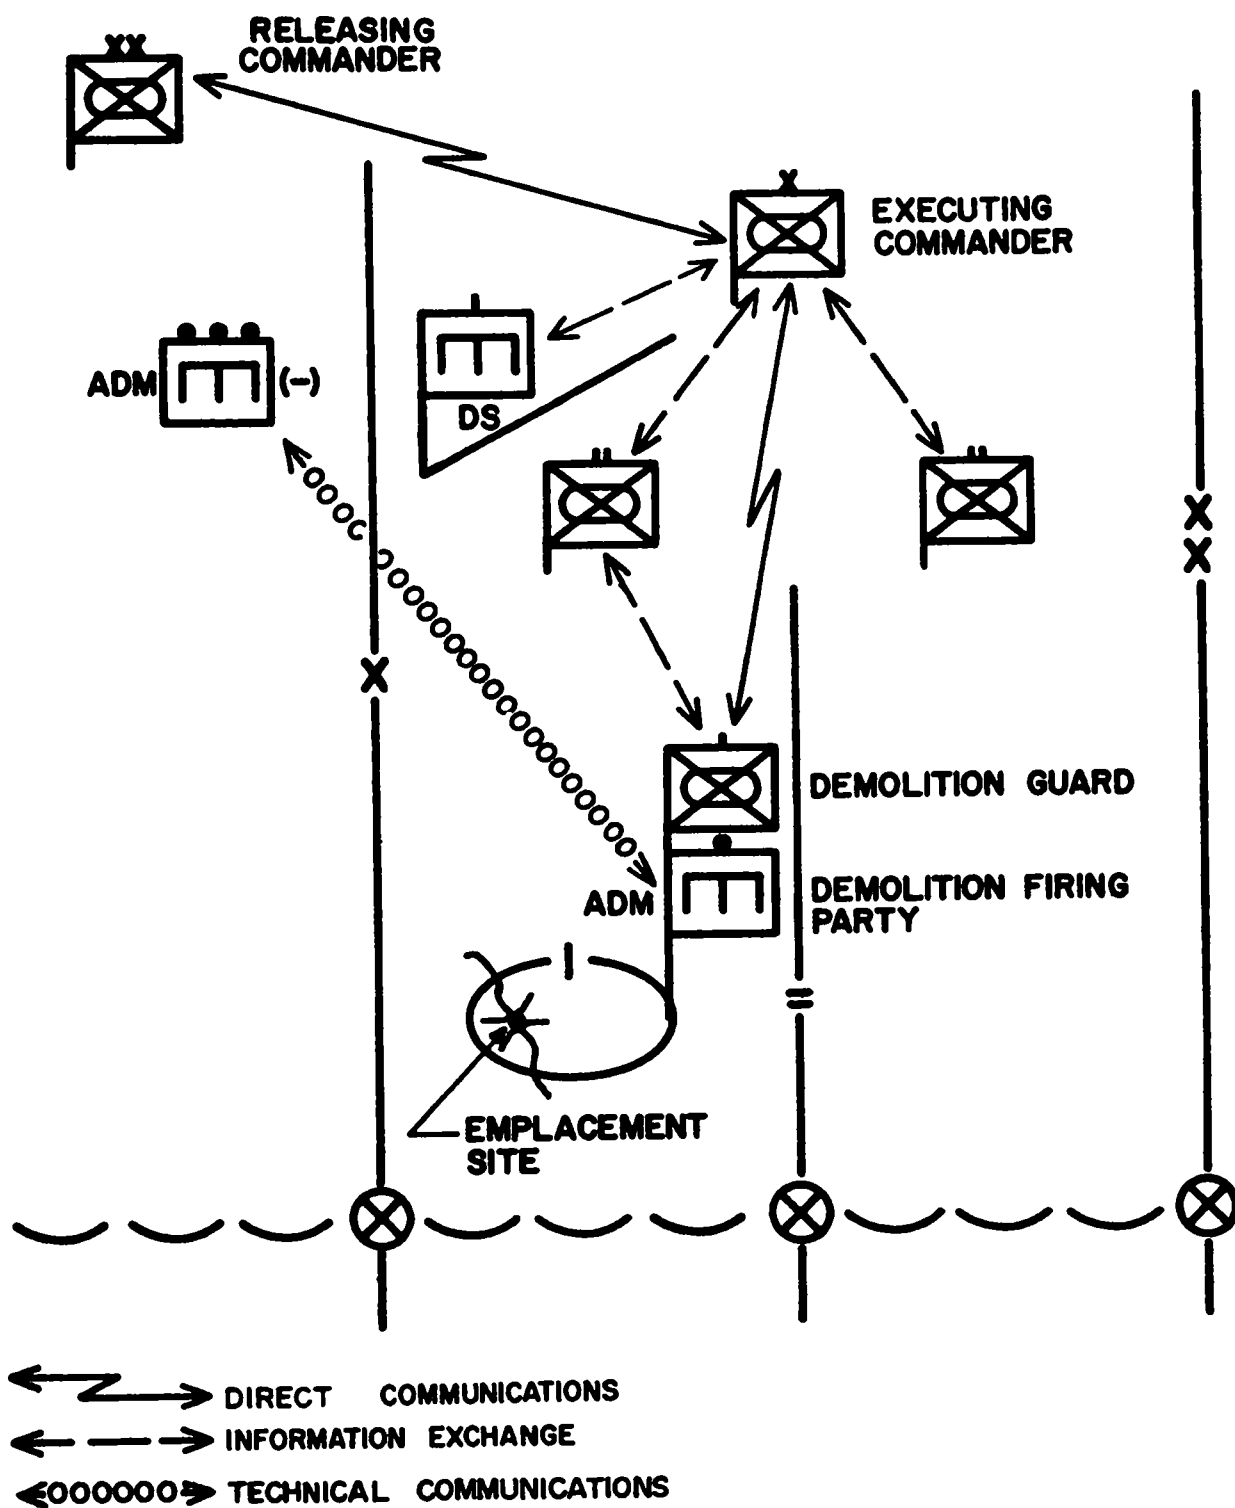 XX
RELEASING
COMMANDER
X
EXECUTING
COMMANDER
ADM
(-)
DS
X
X
X
DEMOLITION GUARD
ADM
DEMOLITION FIRING
PARTY
EMPLACEMENT
SITE
DIRECT COMMUNICATIONS
INFORMATION EXCHANGE
TECHNICAL COMMUNICATIONS